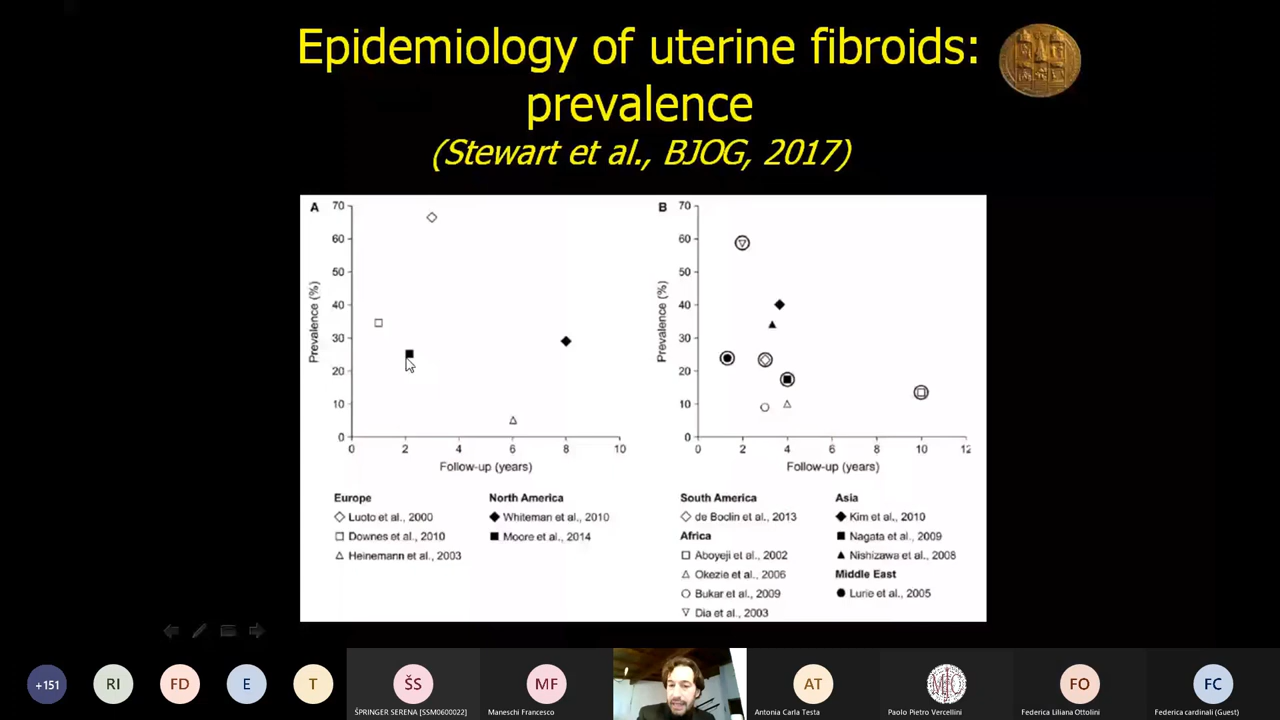 Epidemiology of uterine fibroids:
prevalence
(Stewart et al., BJOG, 2017)
A
70
60
50
40
30
20
10
0
Prevalence (%)
0 2 4 6 8 10
Follow-up (years)
B
70
60
50
40
30
20
10
0
Prevalence (%)
0 2 4 6 8 10 12
Follow-up (years)
Europe
Luoto et al., 2000
Downes et al., 2010
Heinemann et al., 2003
North America
Whiteman et al., 2010
Moore et al., 2014
South America
de Boclin et al., 2013
Africa
Aboyeji et al., 2002
Okezie et al., 2006
Bukar et al., 2009
Dia et al., 2003
Asia
Kim et al., 2010
Nagata et al., 2009
Nishizawa et al., 2008
Middle East
Lurie et al., 2005
+151
RI
FD
E
T
ŠS
ŠPRINGER SERENA [SSM0600022]
MF
Maneschi Francesco
AT
Antonia Carla Testa
Paolo Pietro Vercellini
FO
Federica Liliana Ottolini
FC
Federica cardinali (Guest)